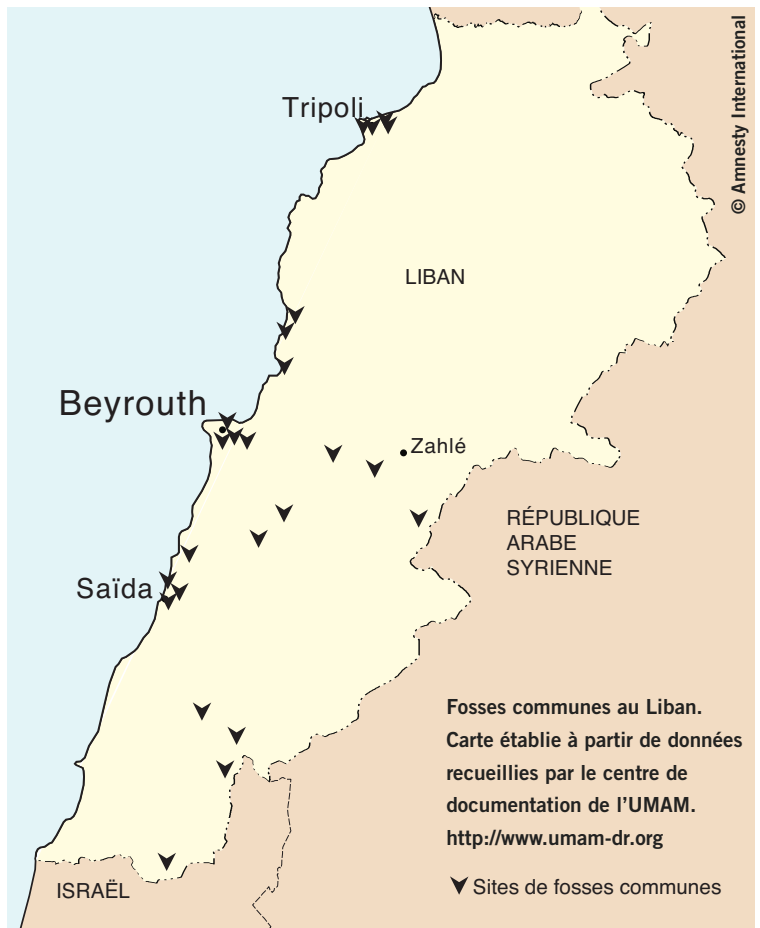 © Amnesty International
Tripoli
LIBAN
Beyrouth
Zahlé
RÉPUBLIQUE
ARABE
SYRIENNE
Saïda
Fosses communes au Liban.
Carte établie à partir de données
recueillies par le centre de
documentation de l’UMAM.
http://www.umam-dr.org
Sites de fosses communes
ISRAËL